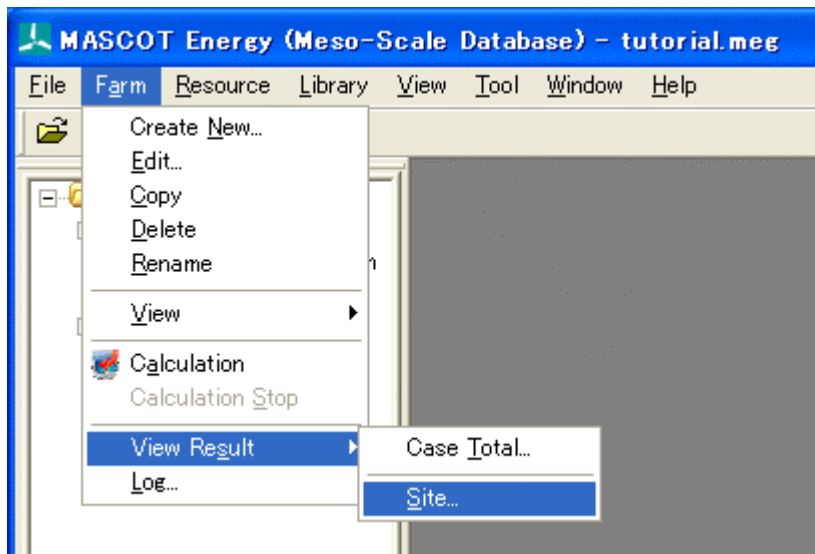 MASCOT Energy (Meso-Scale Database) - tutorial.meg
File Farm Resource Library View Tool Window Help
Create New...
Edit...
Copy
Delete
Rename
View
Calculation
Calculation Stop
View Result
Case Total...
Log...
Site...